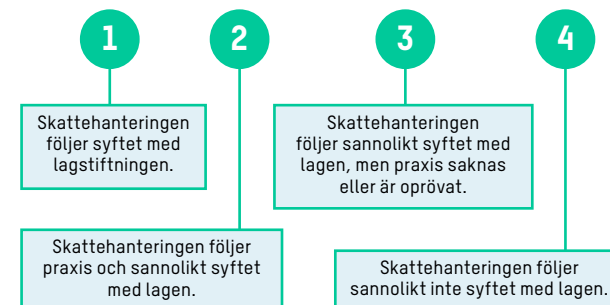 1
2
3
4
Skattehanteringen
följer syftet med
lagstiftningen.
Skattehanteringen följer
praxis och sannolikt syftet
med lagen.
Skattehanteringen
följer sannolikt syftet med
lagen, men praxis saknas
eller är oprövat.
Skattehanteringen följer
sannolikt inte syftet med lagen.